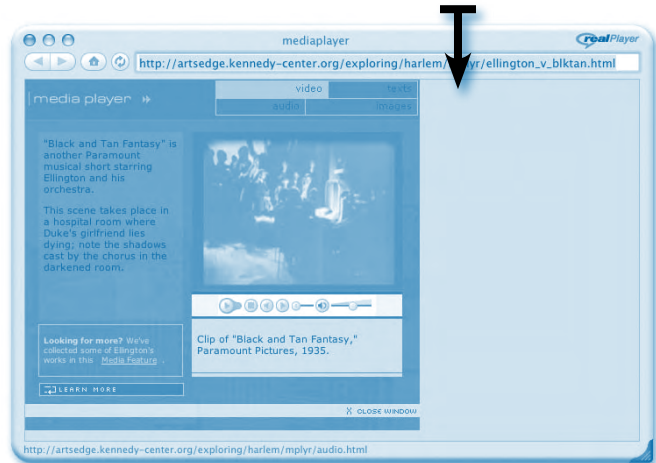 mediaplayer
realPlayer
http://artsedge.kennedy-center.org/exploring/harlem/ yr/ellington_v_blktan.html
media player
video
texts
audio
images
"Black and Tan Fantasy" is
another Paramount
musical short starring
Ellington and his
orchestra.
This scene takes place in
a hospital room where
Duke's girlfriend lies
dying; note the shadows
cast by the chorus in the
darkened room.
Looking for more? We've
collected some of Ellington's
works in this Media Feature .
LEARN MORE
Clip of "Black and Tan Fantasy,"
Paramount Pictures, 1935.
X CLOSE WINDOW
http://artsedge.kennedy-center.org/exploring/harlem/mplyr/audio.html